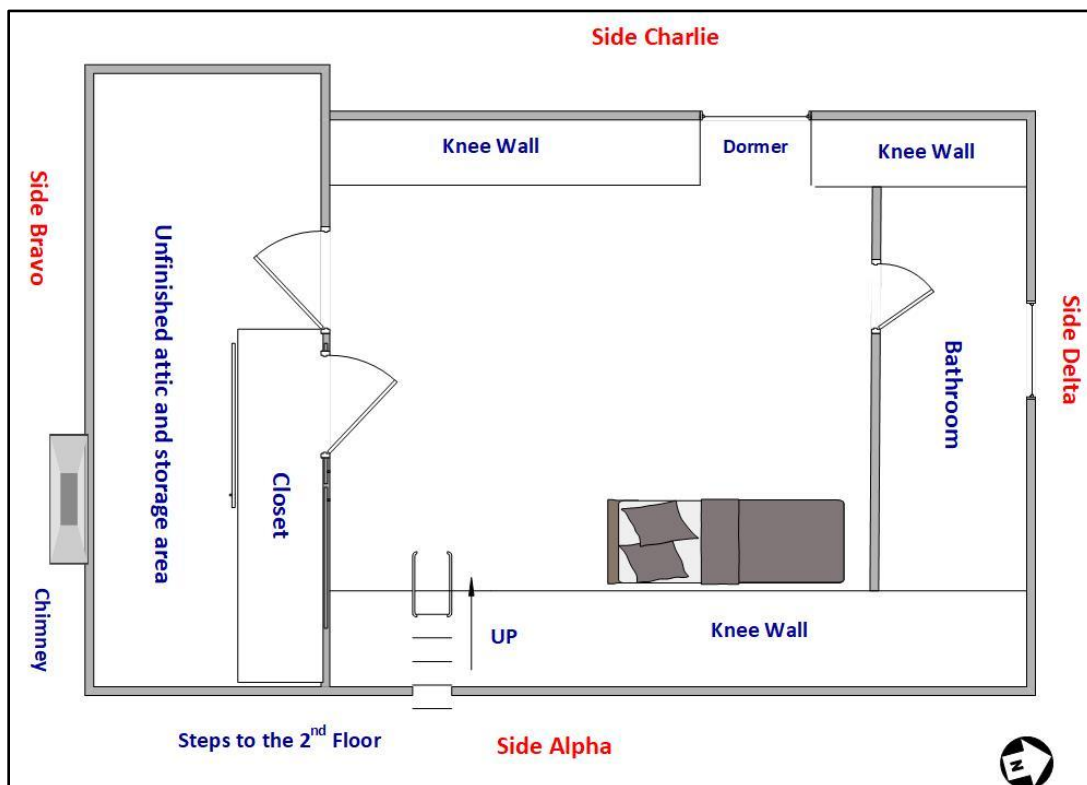 Side Charlie
Knee Wall
Dormer
Knee Wall
Side Bravo
Unfinished attic and storage area
Side Delta
Bathroom
Closet
Chimney
UP
Knee Wall
Steps to the 2nd Floor
Side Alpha
N